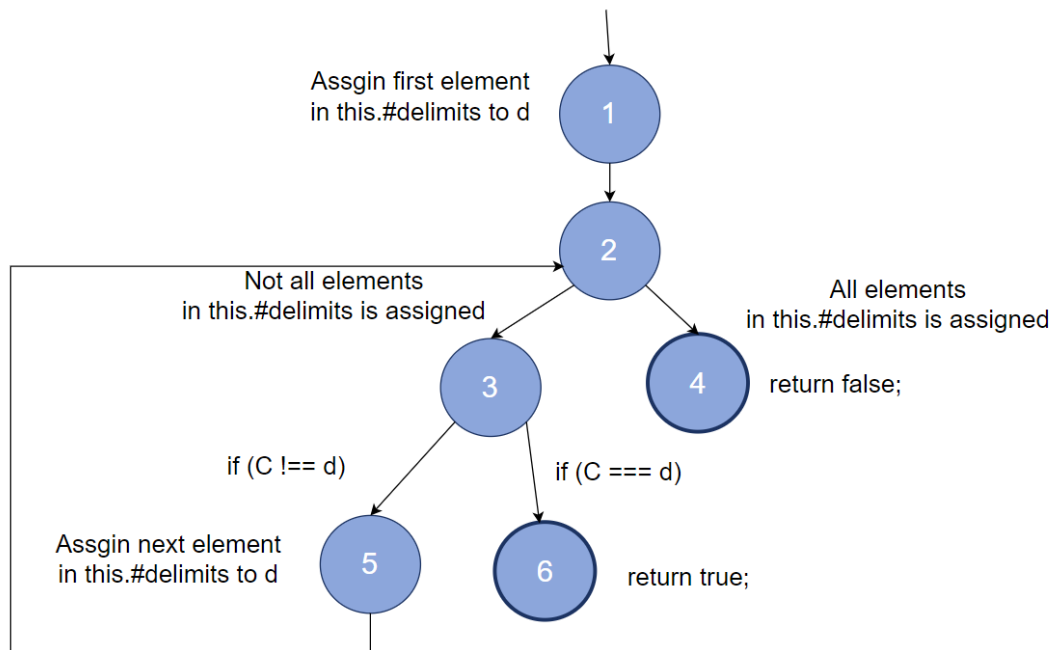 Assgin first element
in this.#delimits to d
1
2
Not all elements
in this.#delimits is assigned
All elements
in this.#delimits is assigned
3
4
return false;
if (C !== d)
if (C === d)
Assgin next element
in this.#delimits to d
5
6
return true;